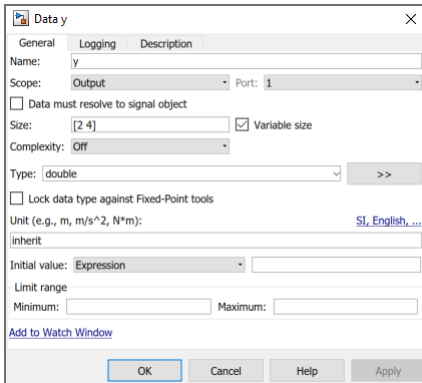 Data y
General Logging Description
Name: y
Scope: Output Port: 1
Data must resolve to signal object
Size: [2 4] Variable size
Complexity: Off
Type: double >>
Lock data type against Fixed-Point tools
Unit (e.g., m, m/s^2, N*m): SI, English, ...
inherit
Initial value: Expression
Limit range
Minimum: Maximum:
Add to Watch Window
OK Cancel Help Apply